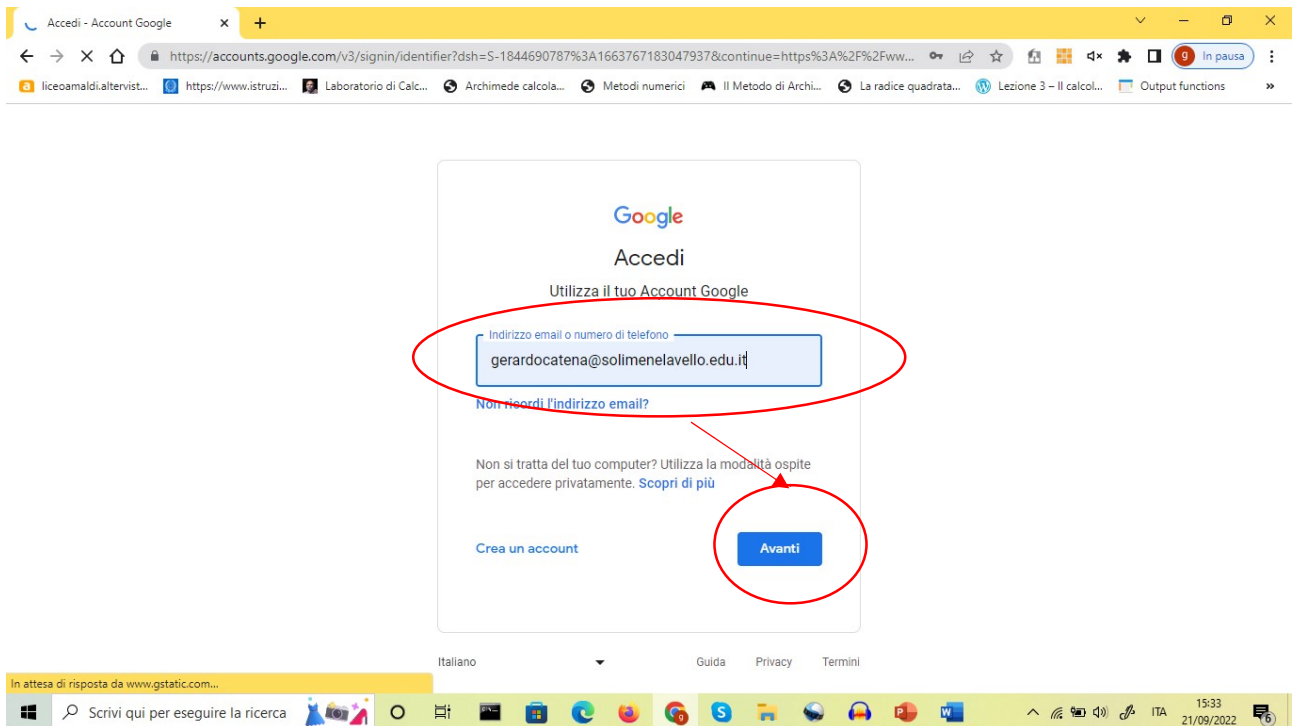 Accedi - Account Google
https://accounts.google.com/v3/signin/identifier?dsh=S-1844690787%3A1663767183047937&continue=https%3A%2F%2Fww...
g In pausa
liceoamaldi.altervist...
https://www.istruzi...
Laboratorio di Calc...
Archimede calcola...
Metodi numerici
Il Metodo di Archi...
La radice quadrata...
Lezione 3 – Il calcol...
Output functions
»
Google
Accedi
Utilizza il tuo Account Google
Indirizzo email o numero di telefono
gerardocatena@solimenelavello.edu.it
Non ricordi l'indirizzo email?
Non si tratta del tuo computer? Utilizza la modalità ospite
per accedere privatamente. Scopri di più
Crea un account
Avanti
Italiano
Guida
Privacy
Termini
In attesa di risposta da www.gstatic.com...
Scrivi qui per eseguire la ricerca
ITA
15:33
21/09/2022
6